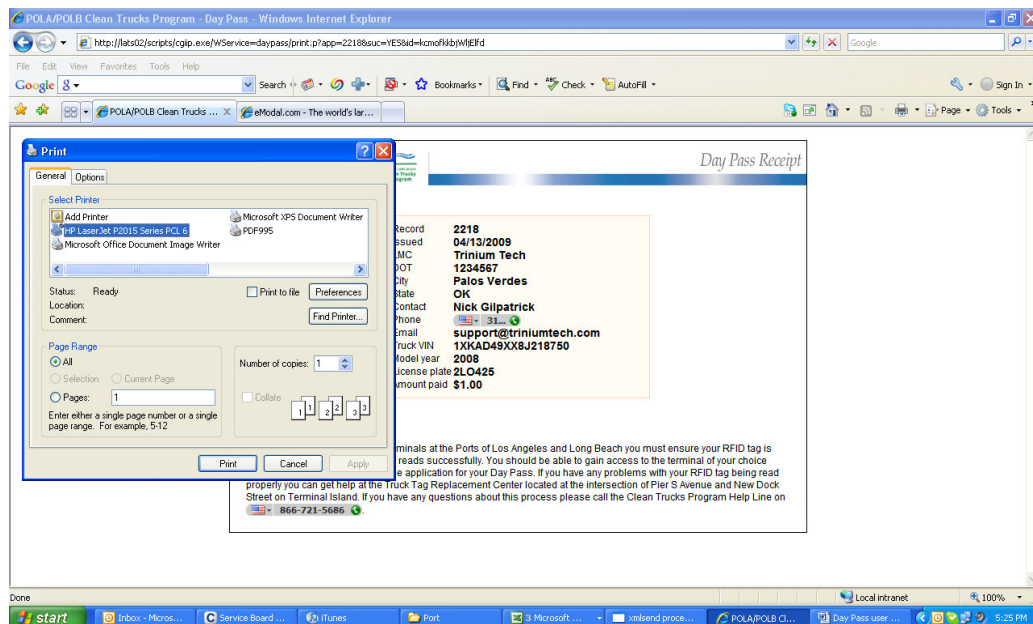 POLA/POLB Clean Trucks Program - Day Pass - Windows Internet Explorer
http://lats02/scripts/cgiip.exe/WService=daypass/print.p?app=2218&suc=YES&id=kcmofkkbjWljElfd
Google
File Edit View Favorites Tools Help
Google Search Bookmarks Find Check AutoFill Sign In
POLA/POLB Clean Trucks ... X eModal.com - The world's lar...
Page Tools
Print
General Options
Select Printer
Add Printer Microsoft XPS Document Writer
HP LaserJet P2015 Series PCL 6 PDF995
Microsoft Office Document Image Writer
Status: Ready Print to file Preferences
Location:
Comment: Find Printer...
Page Range
All Number of copies: 1
Selection Current Page
Pages: 1 Collate
Enter either a single page number or a single
page range. For example, 5-12
1 1 2 2 3 3
Print Cancel Apply
Day Pass Receipt
Record 2218
ssued 04/13/2009
MC Trinium Tech
DOT 1234567
City Palos Verdes
State OK
Contact Nick Gilpatrick
Phone 31...
Email support@triniumtech.com
Truck VIN 1XKAD49XX8J218750
Model year 2008
License plate 2LO425
Amount paid $1.00
minals at the Ports of Los Angeles and Long Beach you must ensure your RFID tag is
reads successfully. You should be able to gain access to the terminal of your choice
e application for your Day Pass. If you have any problems with your RFID tag being read
properly you can get help at the Truck Tag Replacement Center located at the intersection of Pier S Avenue and New Dock
Street on Terminal Island. If you have any questions about this process please call the Clean Trucks Program Help Line on
866-721-5686 .
Done Local intranet 100%
start Inbox - Micros... Service Board ... iTunes Port 3 Microsoft ... xmlsend proce... POLA/POLB Cl... Day Pass user ... 5:25 PM